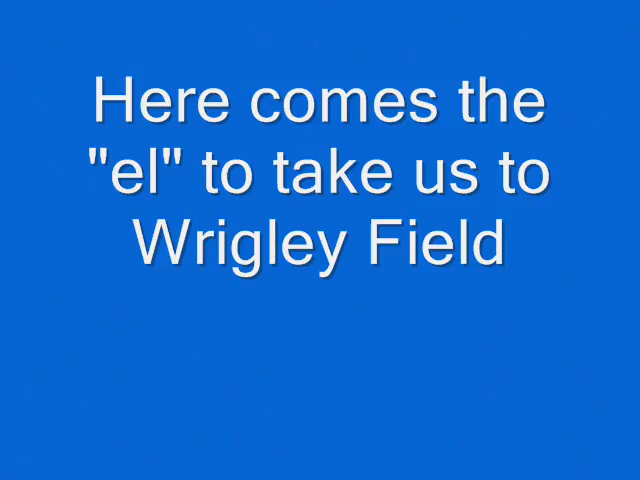 Here comes the
"el" to take us to
Wrigley Field